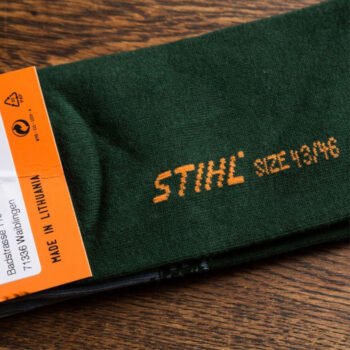 STIHL SIZE 43/46
MADE IN LITHUANIA
Badstrasse
71336 Waiblingen